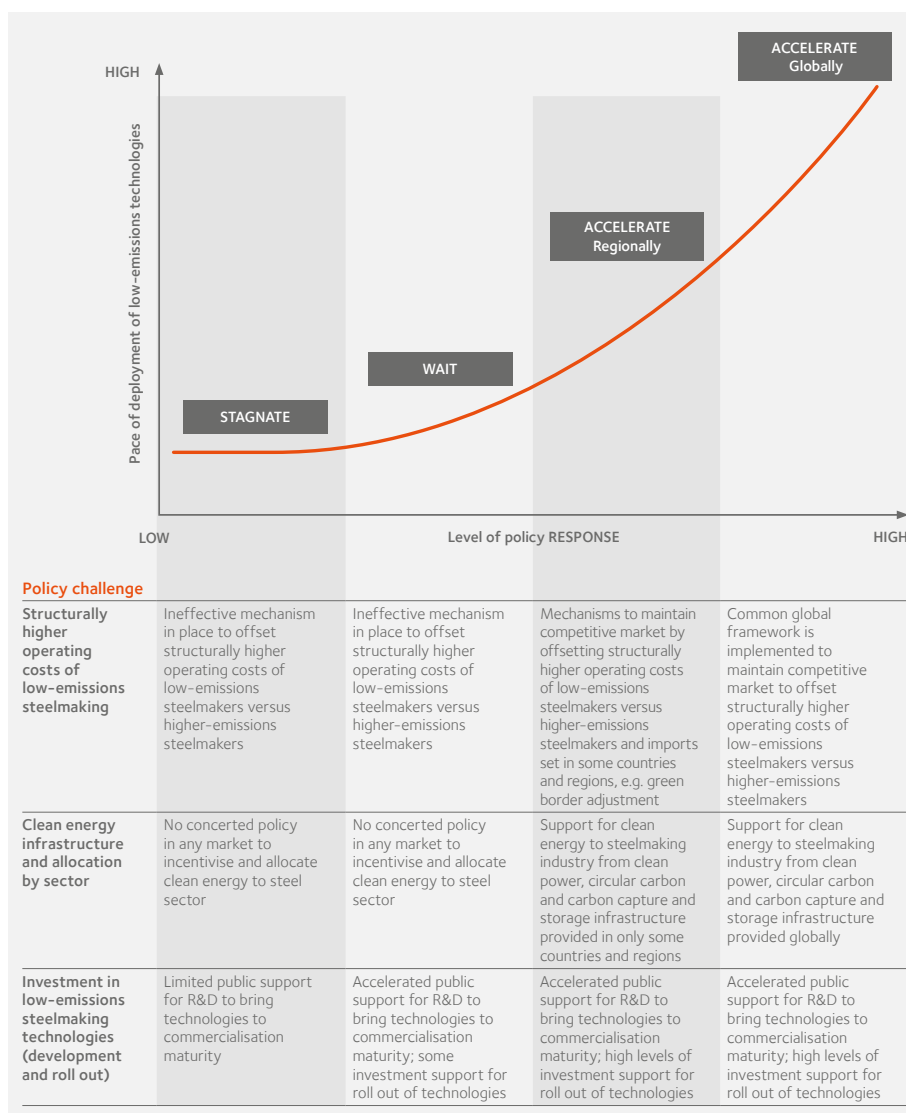 ACCELERATE
Globally
HIGH
Pace of deployment of low-emissions technologies
ACCELERATE
Regionally
WAIT
STAGNATE
LOW
Level of policy RESPONSE
HIGH
Policy challenge
Structurally
higher
operating
costs of
low-emissions
steelmaking
Ineffective mechanism
in place to offset
structurally higher
operating costs of
low-emissions
steelmakers versus
higher-emissions
steelmakers
Ineffective mechanism
in place to offset
structurally higher
operating costs of
low-emissions
steelmakers versus
higher-emissions
steelmakers
Mechanisms to maintain
competitive market by
offsetting structurally
higher operating costs
of low-emissions
steelmakers versus
higher-emissions
steelmakers and imports
set in some countries
and regions, e.g. green
border adjustment
Common global
framework is
implemented to
maintain competitive
market to offset
structurally higher
operating costs of
low-emissions
steelmakers versus
higher-emissions
steelmakers
Clean energy
infrastructure
and allocation
by sector
No concerted policy
in any market to
incentivise and allocate
clean energy to steel
sector
No concerted policy
in any market to
incentivise and allocate
clean energy to steel
sector
Support for clean
energy to steelmaking
industry from clean
power, circular carbon
and carbon capture and
storage infrastructure
provided in only some
countries and regions
Support for clean
energy to steelmaking
industry from clean
power, circular carbon
and carbon capture and
storage infrastructure
provided globally
Investment in
low-emissions
steelmaking
technologies
(development
and roll out)
Limited public support
for R&D to bring
technologies to
commercialisation
maturity
Accelerated public
support for R&D to
bring technologies to
commercialisation
maturity; some
investment support for
roll out of technologies
Accelerated public
support for R&D to
bring technologies to
commercialisation
maturity; high levels of
investment support for
roll out of technologies
Accelerated public
support for R&D to
bring technologies to
commercialisation
maturity; high levels of
investment support for
roll out of technologies